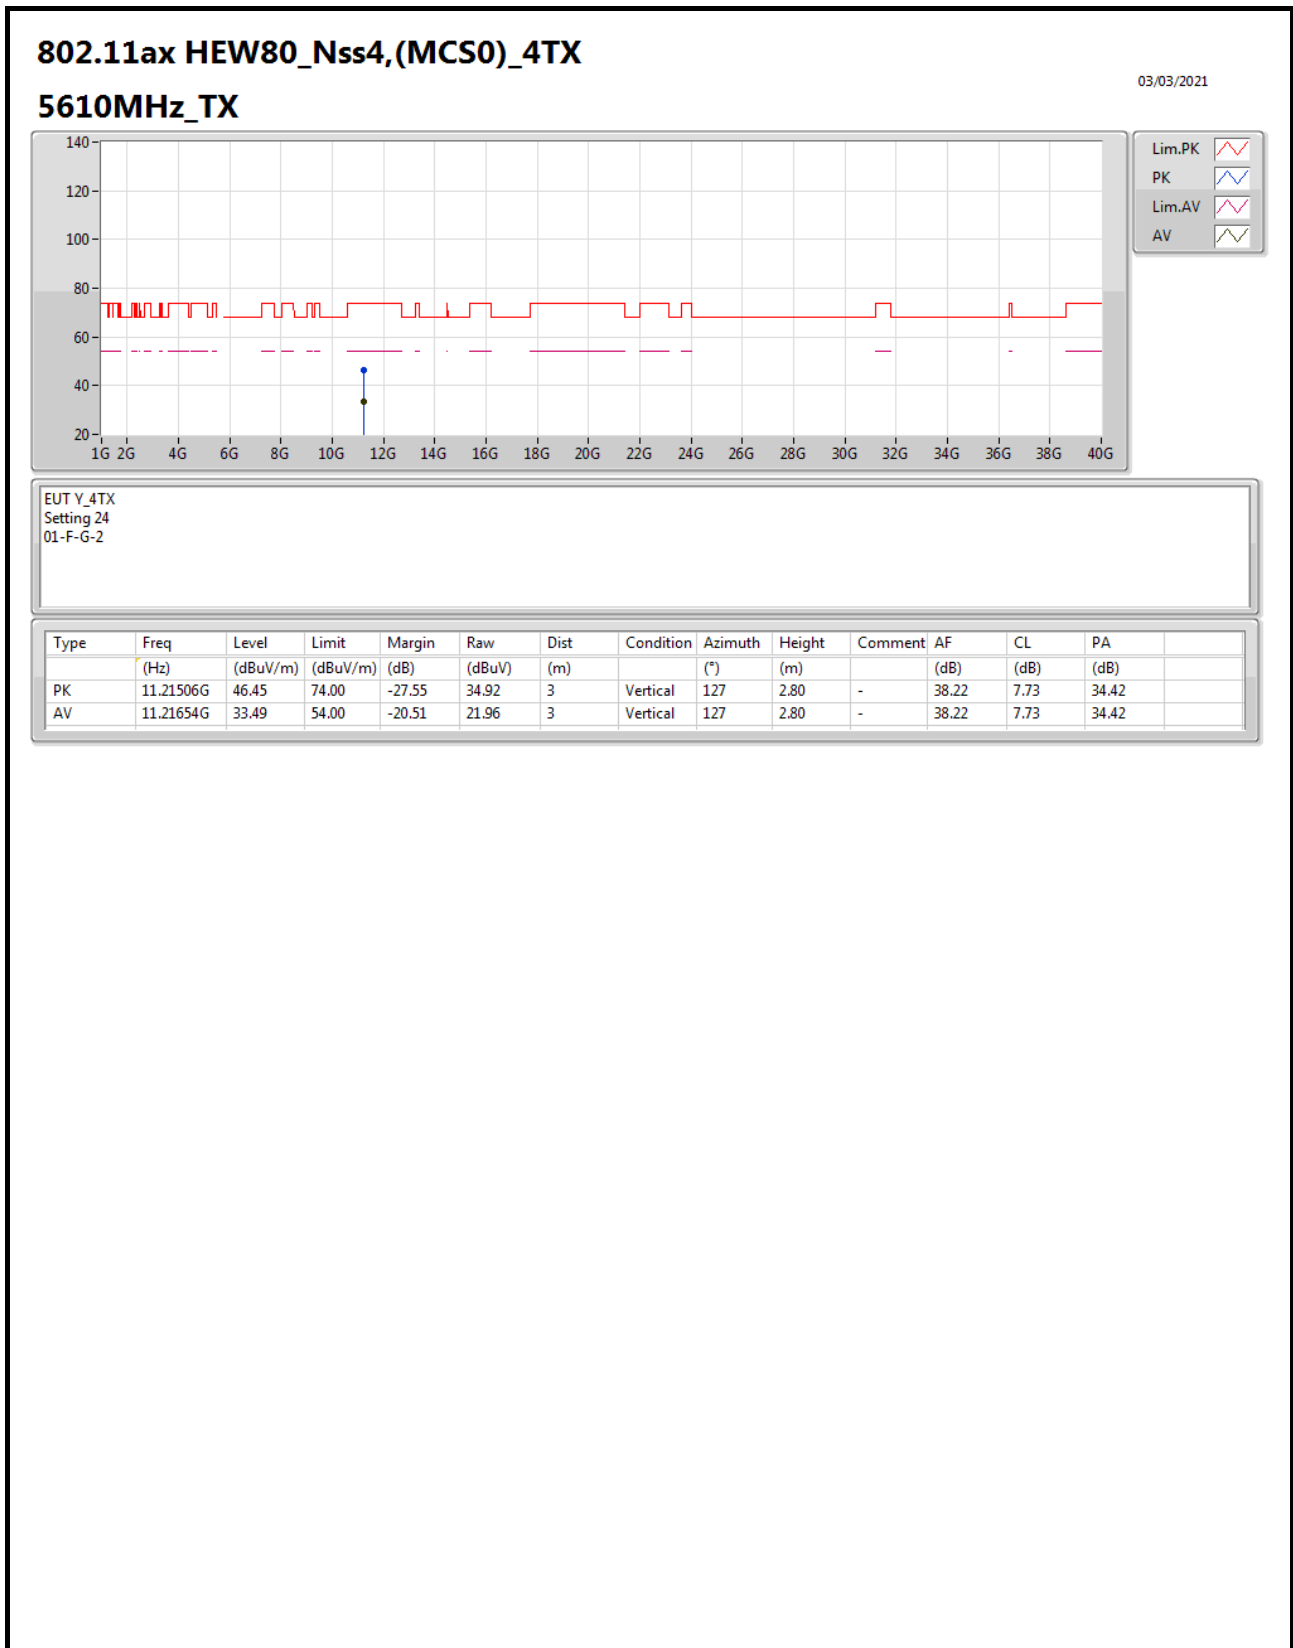 802.11ax HEW80_Nss4,(MCS0)_4TX
03/03/2021
5610MHz_TX
140
120
100
80
60
40
20
1G 2G 4G 6G 8G 10G 12G 14G 16G 18G 20G 22G 24G 26G 28G 30G 32G 34G 36G 38G 40G
Lim.PK
PK
Lim.AV
AV
EUT Y_4TX
Setting 24
01-F-G-2
Type Freq Level Limit Margin Raw Dist Condition Azimuth Height Comment AF CL PA
(Hz) (dBuV/m) (dBuV/m) (dB) (dBuV) (m) (°) (m) (dB) (dB) (dB)
PK 11.21506G 46.45 74.00 -27.55 34.92 3 Vertical 127 2.80 - 38.22 7.73 34.42
AV 11.21654G 33.49 54.00 -20.51 21.96 3 Vertical 127 2.80 - 38.22 7.73 34.42